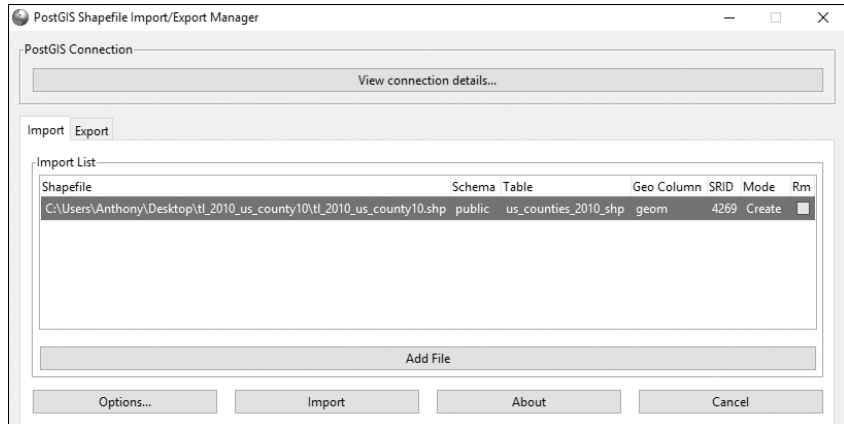 PostGIS Shapefile Import/Export Manager
PostGIS Connection
View connection details...
Import Export
Import List
Shapefile Schema Table Geo Column SRID Mode Rm
C:\Users\Anthony\Desktop\tl_2010_us_county10\tl_2010_us_county10.shp public us_counties_2010_shp geom 4269 Create
Add File
Options... Import About Cancel